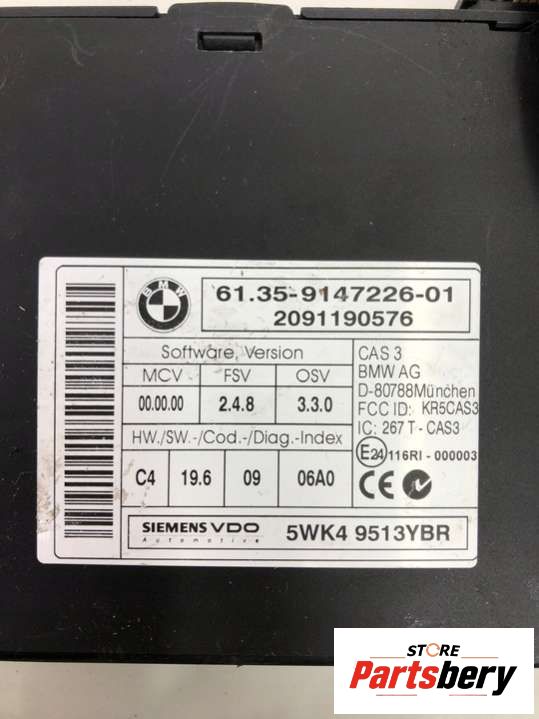 BMW
61.35-9147226-01
2091190576
Software, Version
MCV FSV OSV
00.00.00 2.4.8 3.3.0
HW./SW.-/Cod.-/Diag.-Index
C4 19.6 09 06A0
CAS 3
BMW AG
D-80788München
FCC ID: KR5CAS3
IC: 267 T - CAS3
E24 116RI - 000003
CE
SIEMENS VDO
Automotive
5WK4 9513YBR
STORE
Partsbery